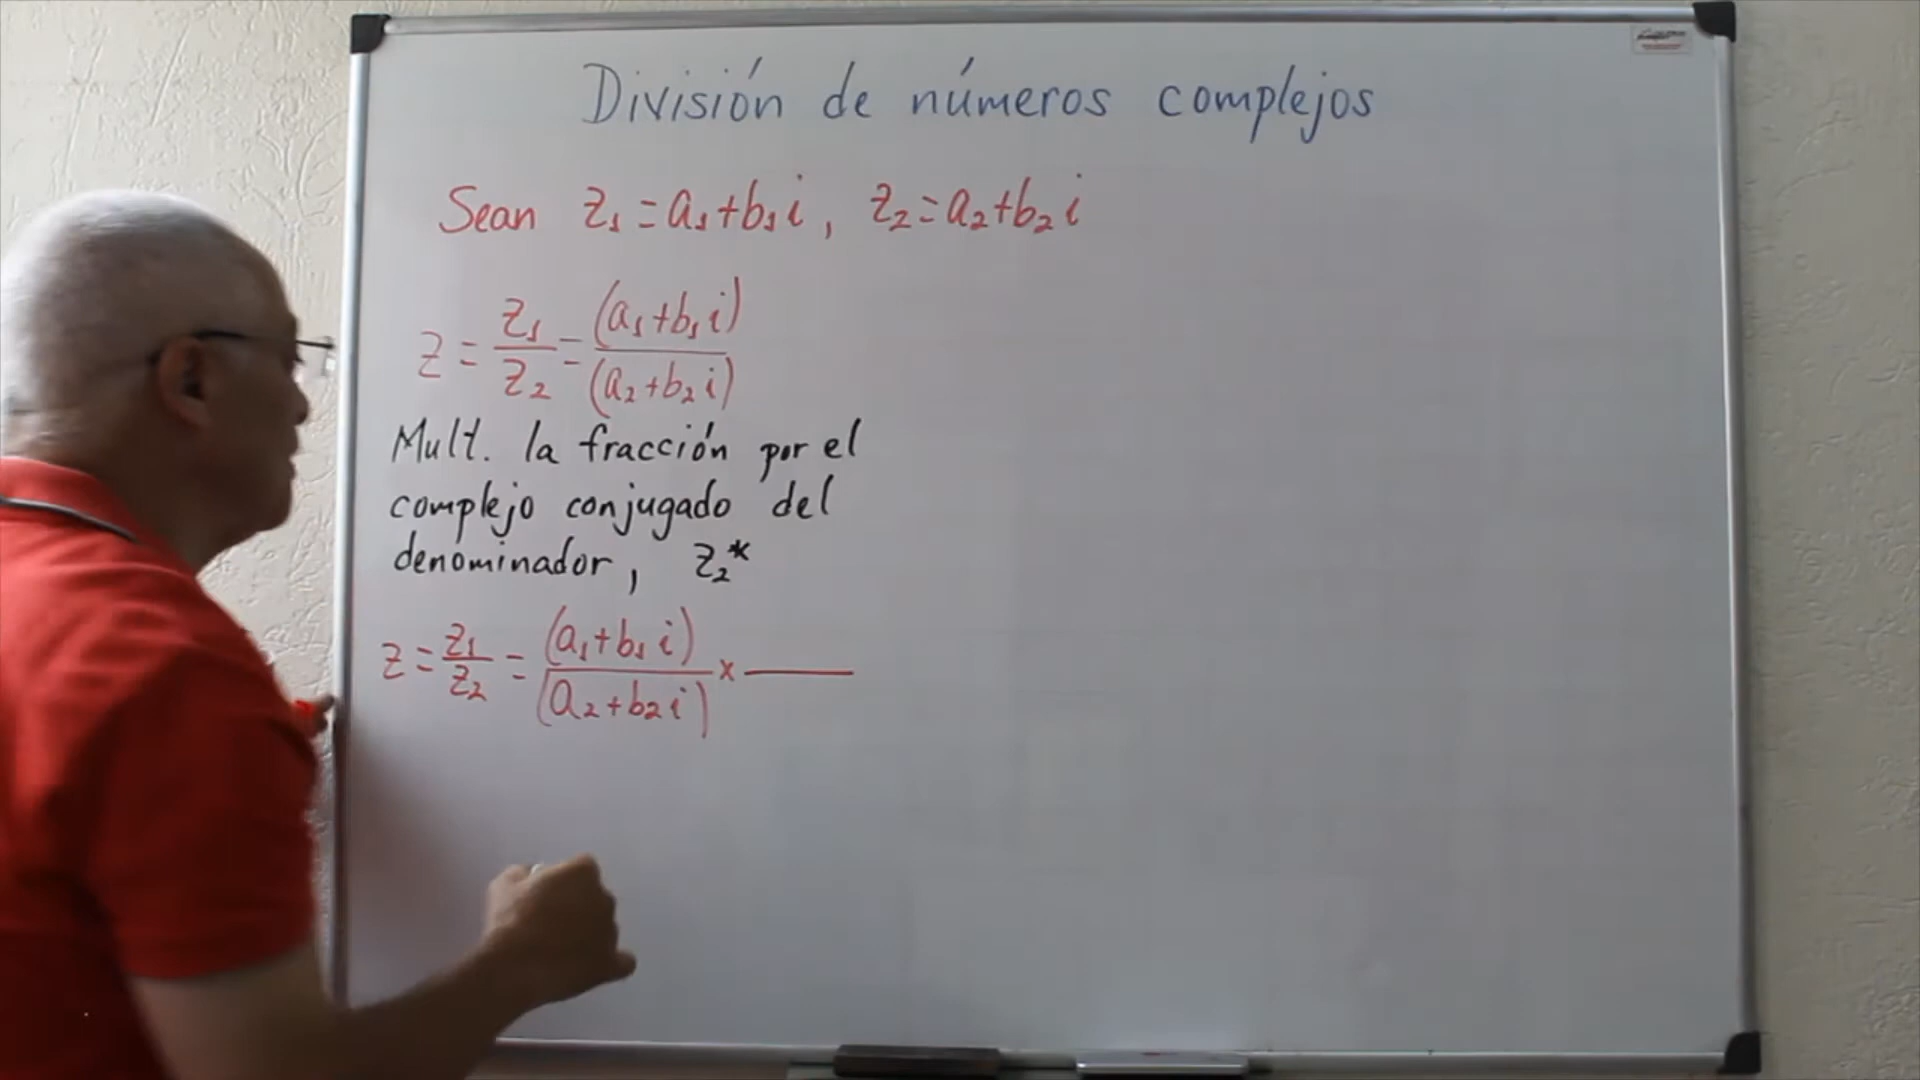 División de números complejos
Sean z₁ = a₁+b₁i, z₂ = a₂+b₂i
z = z₁/z₂ = (a₁+b₁i)/(a₂+b₂i)
Mult. la fracción por el
complejo conjugado del
denominador, z₂*
z = z₁/z₂ = (a₁+b₁i)/(a₂+b₂i) × ——